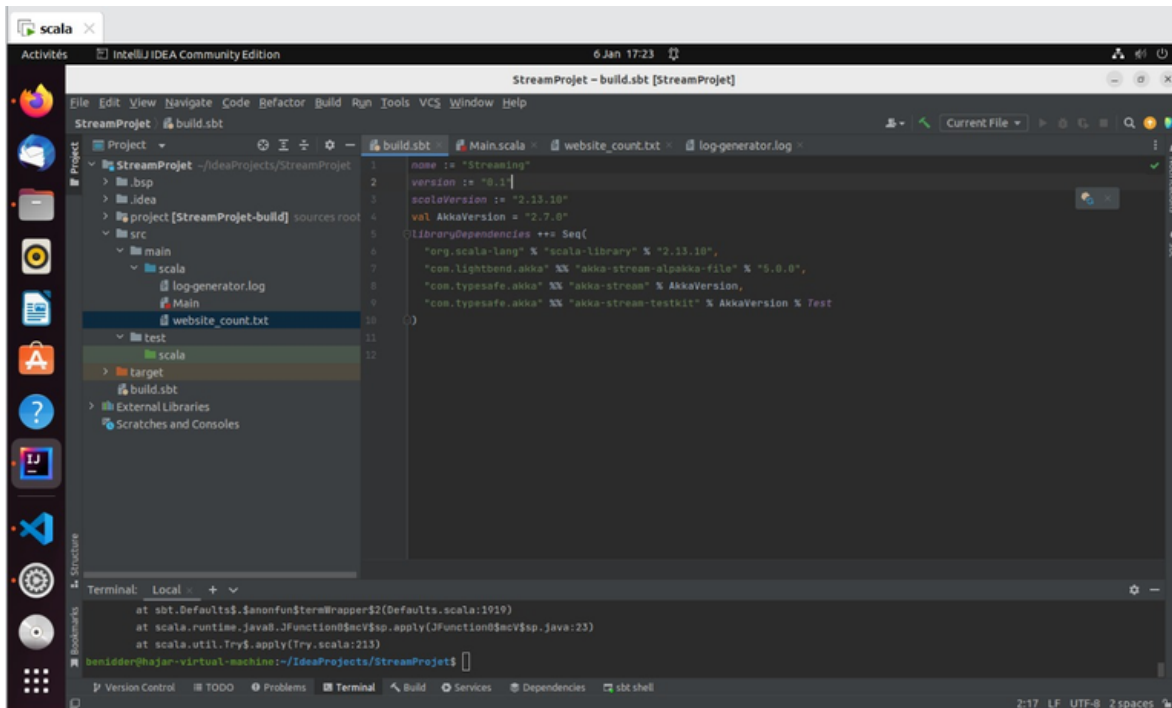 scala
Activités IntelliJ IDEA Community Edition 6 Jan 17:23
StreamProjet – build.sbt [StreamProjet]
File Edit View Navigate Code Refactor Build Run Tools VCS Window Help
StreamProjet build.sbt Current File
Project build.sbt Main.scala website_count.txt log-generator.log
Project
StreamProjet ~/IdeaProjects/StreamProjet
.bsp
.idea
project [StreamProjet-build] sources root
src
main
scala
log-generator.log
Main
website_count.txt
test
scala
target
build.sbt
External Libraries
Scratches and Consoles
1 name := "Streaming"
2 version := "0.1"
3 scalaVersion := "2.13.10"
4 val AkkaVersion = "2.7.0"
5 libraryDependencies ++= Seq(
6 "org.scala-lang" % "scala-library" % "2.13.10",
7 "com.lightbend.akka" %% "akka-stream-alpakka-file" % "5.0.0",
8 "com.typesafe.akka" %% "akka-stream" % AkkaVersion,
9 "com.typesafe.akka" %% "akka-stream-testkit" % AkkaVersion % Test
10 )
11
12
Structure
Bookmarks
Terminal: Local
at sbt.Defaults$.$anonfun$termWrapper$2(Defaults.scala:1919)
at scala.runtime.java8.JFunction0$mcV$sp.apply(JFunction0$mcV$sp.java:23)
at scala.util.Try$.apply(Try.scala:213)
benidder@hajar-virtual-machine:~/IdeaProjects/StreamProjet$
Version Control TODO Problems Terminal Build Services Dependencies sbt shell
2:17 LF UTF-8 2 spaces